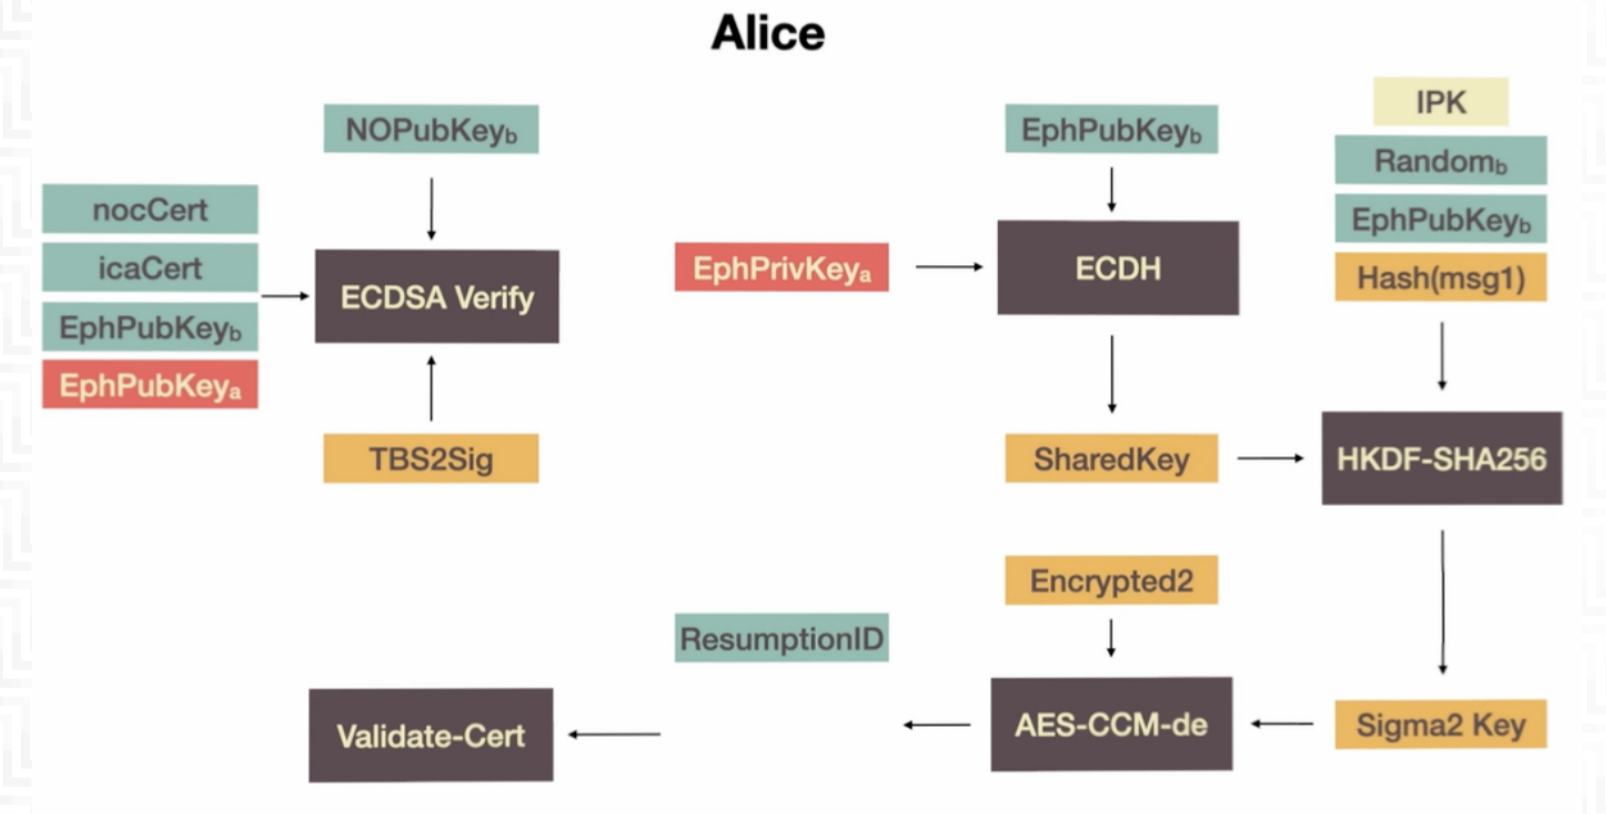 Alice
NOPubKeyb
nocCert
icaCert
EphPubKeyb
EphPubKeya
ECDSA Verify
TBS2Sig
EphPubKeyb
EphPrivKeya
ECDH
SharedKey
IPK
Randomb
EphPubKeyb
Hash(msg1)
HKDF-SHA256
Encrypted2
ResumptionID
Validate-Cert
AES-CCM-de
Sigma2 Key